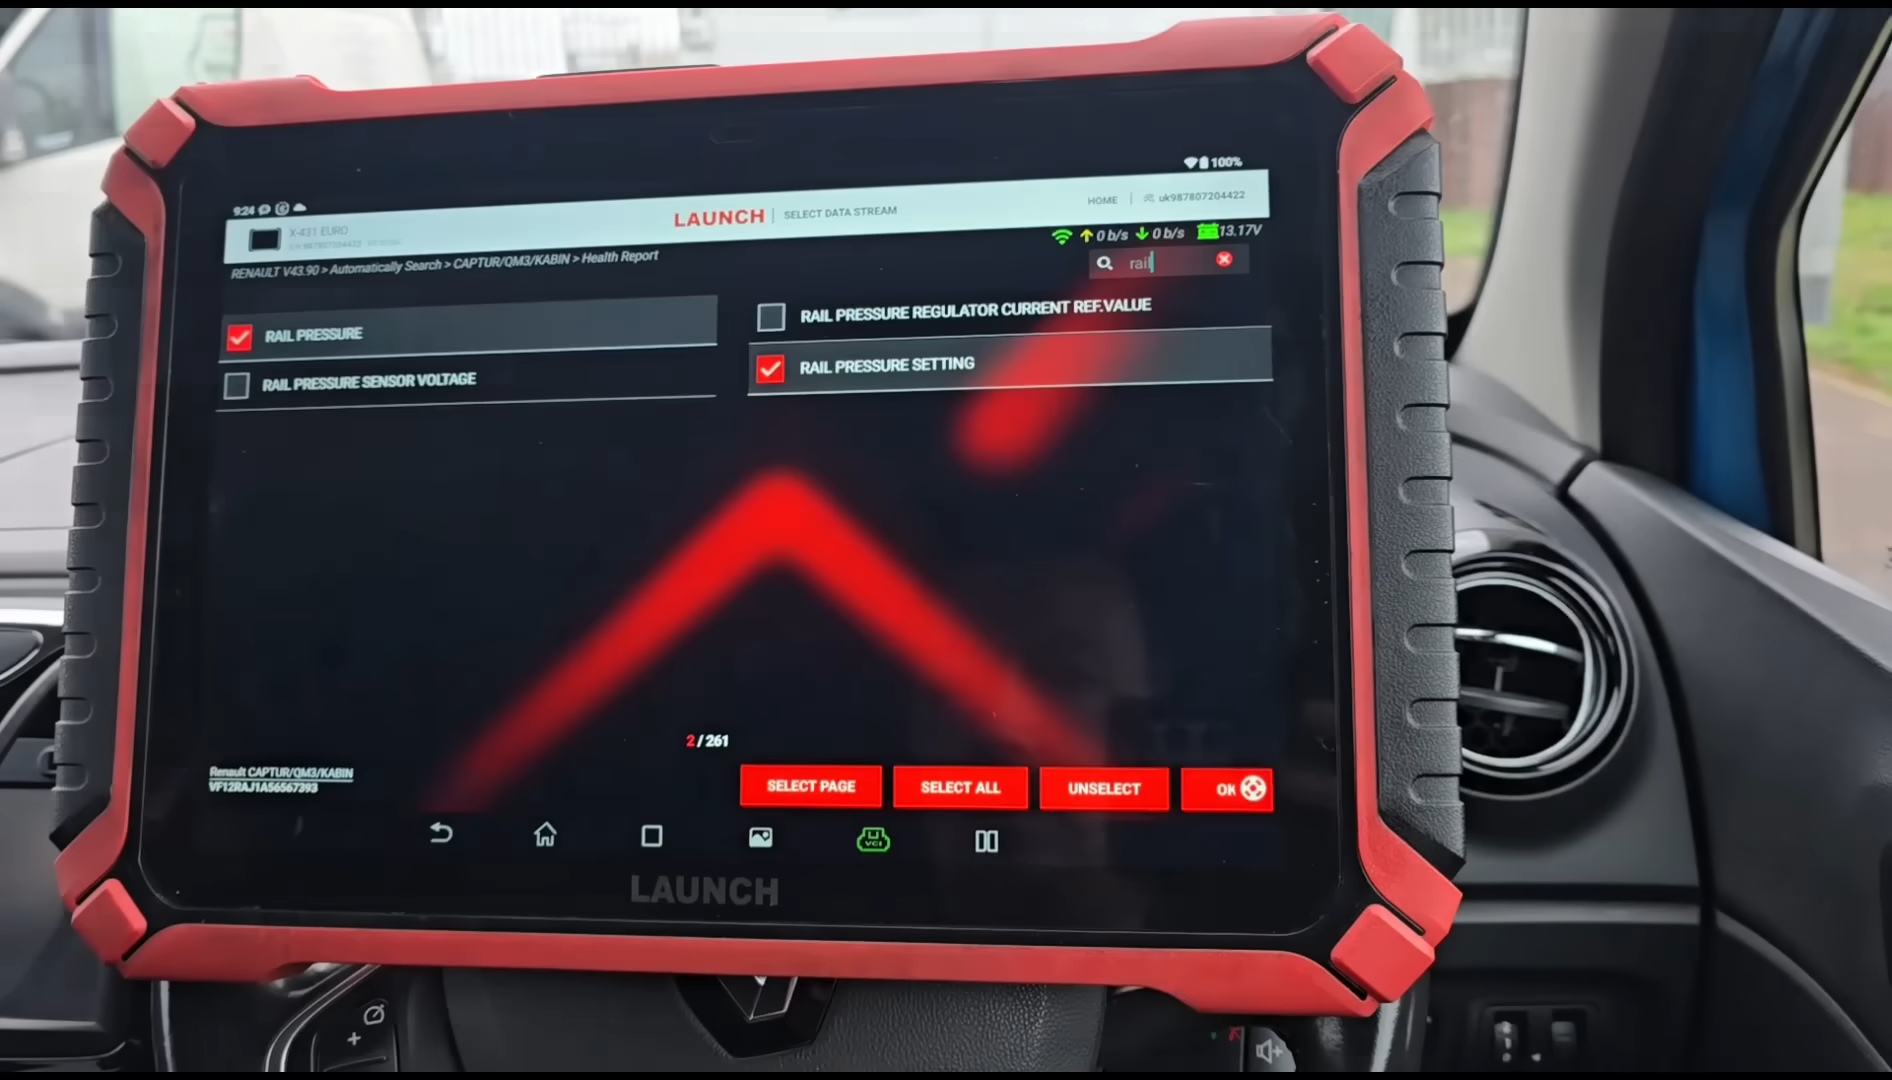 9:24
100%
X-431 EURO
LAUNCH | SELECT DATA STREAM
HOME | uk987807204422
0 b/s 0 b/s 13.17V
RENAULT V43.90 > Automatically Search > CAPTUR/QM3/KABIN > Health Report
rail
RAIL PRESSURE
RAIL PRESSURE REGULATOR CURRENT REF.VALUE
RAIL PRESSURE SENSOR VOLTAGE
RAIL PRESSURE SETTING
2 / 261
Renault CAPTUR/QM3/KABIN
VF12RAJ1A56567393
SELECT PAGE
SELECT ALL
UNSELECT
OK
VCI
LAUNCH